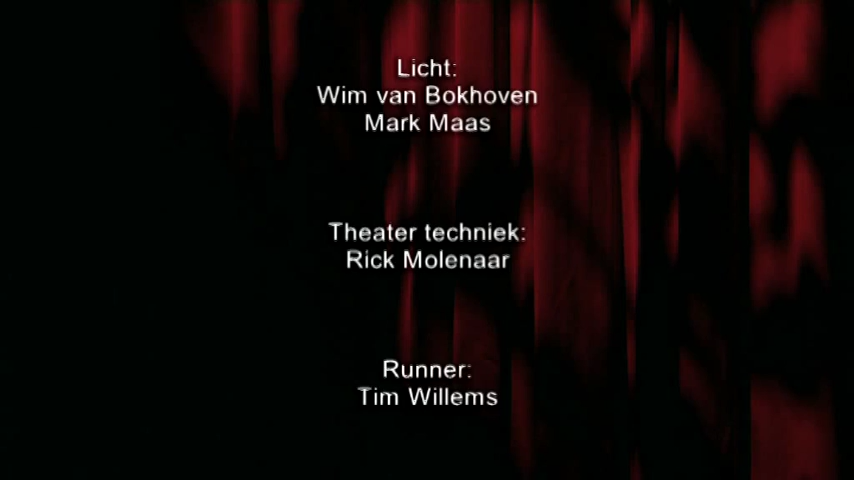 Licht:
Wim van Bokhoven
Mark Maas
Theater techniek:
Rick Molenaar
Runner:
Tim Willems